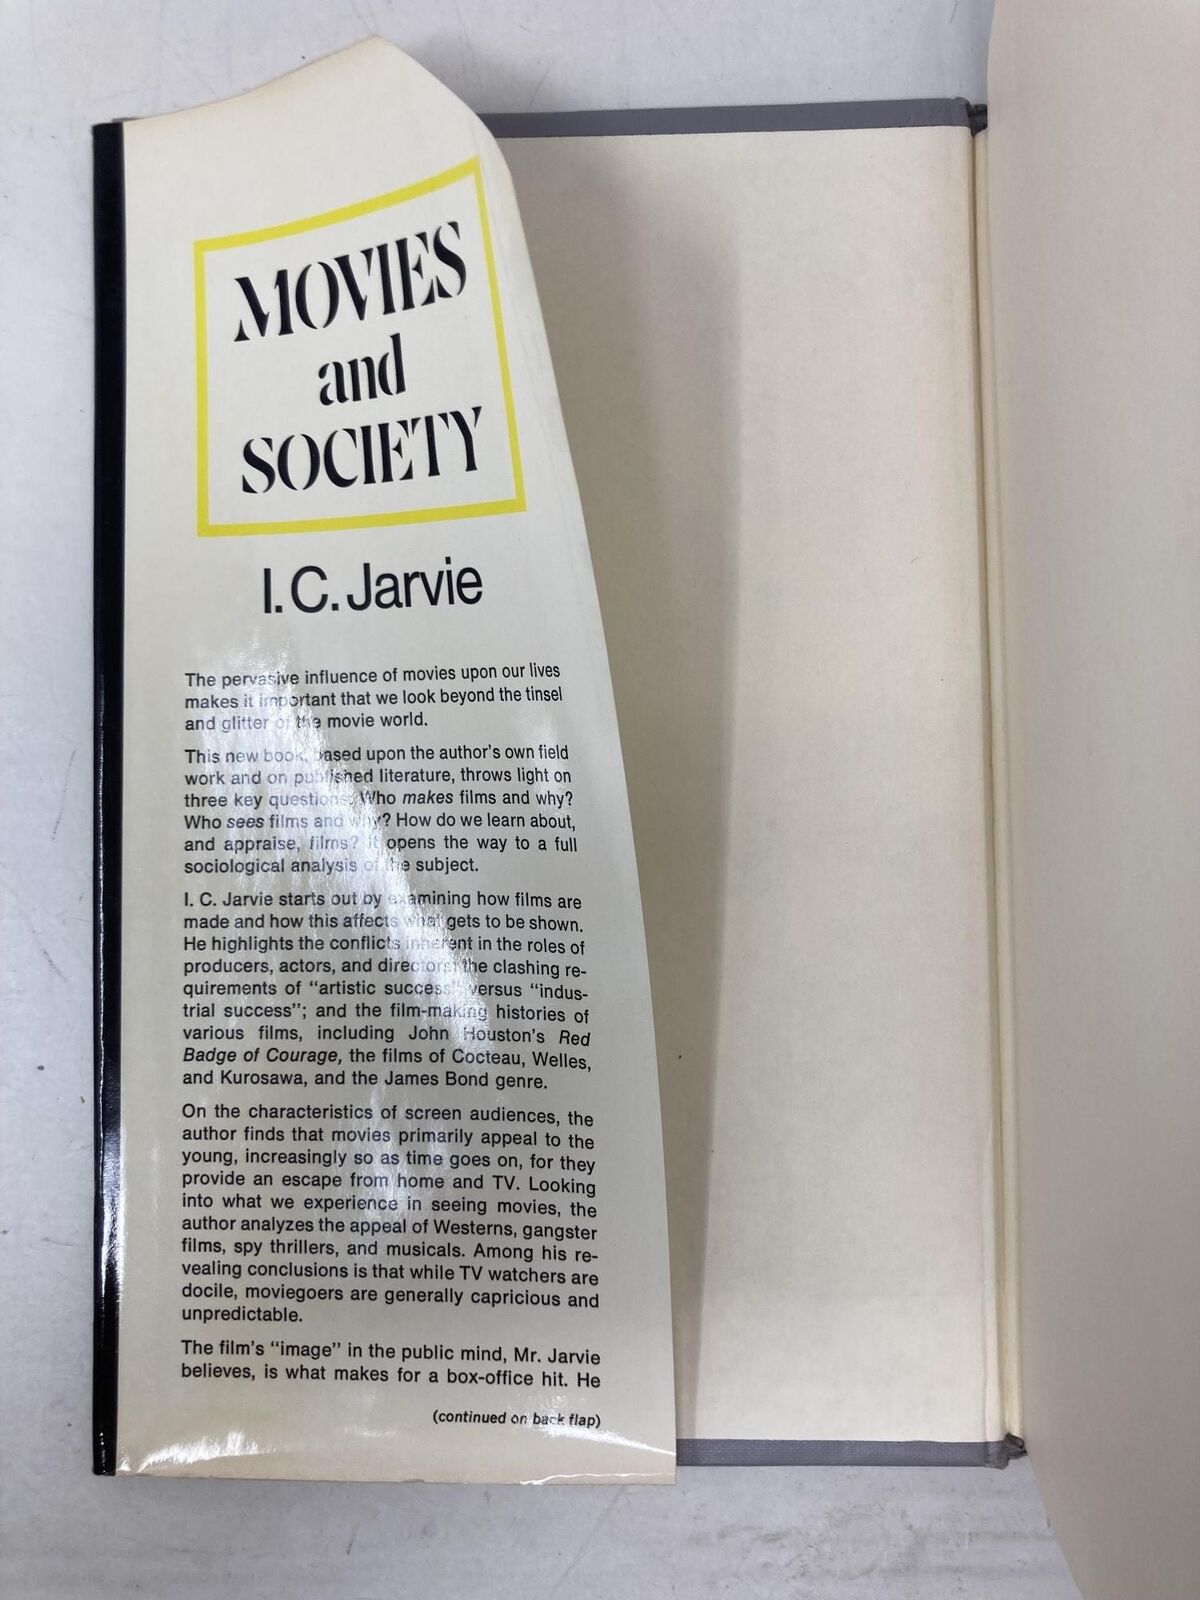 MOVIES
and
SOCIETY
I. C. Jarvie
The pervasive influence of movies upon our lives
makes it important that we look beyond the tinsel
and glitter of the movie world.
This new book, based upon the author's own field
work and on published literature, throws light on
three key questions: Who makes films and why?
Who sees films and why? How do we learn about,
and appraise, films? It opens the way to a full
sociological analysis of the subject.
I. C. Jarvie starts out by examining how films are
made and how this affects what gets to be shown.
He highlights the conflicts inherent in the roles of
producers, actors, and directors; the clashing re-
quirements of "artistic success" versus "indus-
trial success"; and the film-making histories of
various films, including John Houston's Red
Badge of Courage, the films of Cocteau, Welles,
and Kurosawa, and the James Bond genre.
On the characteristics of screen audiences, the
author finds that movies primarily appeal to the
young, increasingly so as time goes on, for they
provide an escape from home and TV. Looking
into what we experience in seeing movies, the
author analyzes the appeal of Westerns, gangster
films, spy thrillers, and musicals. Among his re-
vealing conclusions is that while TV watchers are
docile, moviegoers are generally capricious and
unpredictable.
The film's "image" in the public mind, Mr. Jarvie
believes, is what makes for a box-office hit. He
(continued on back flap)